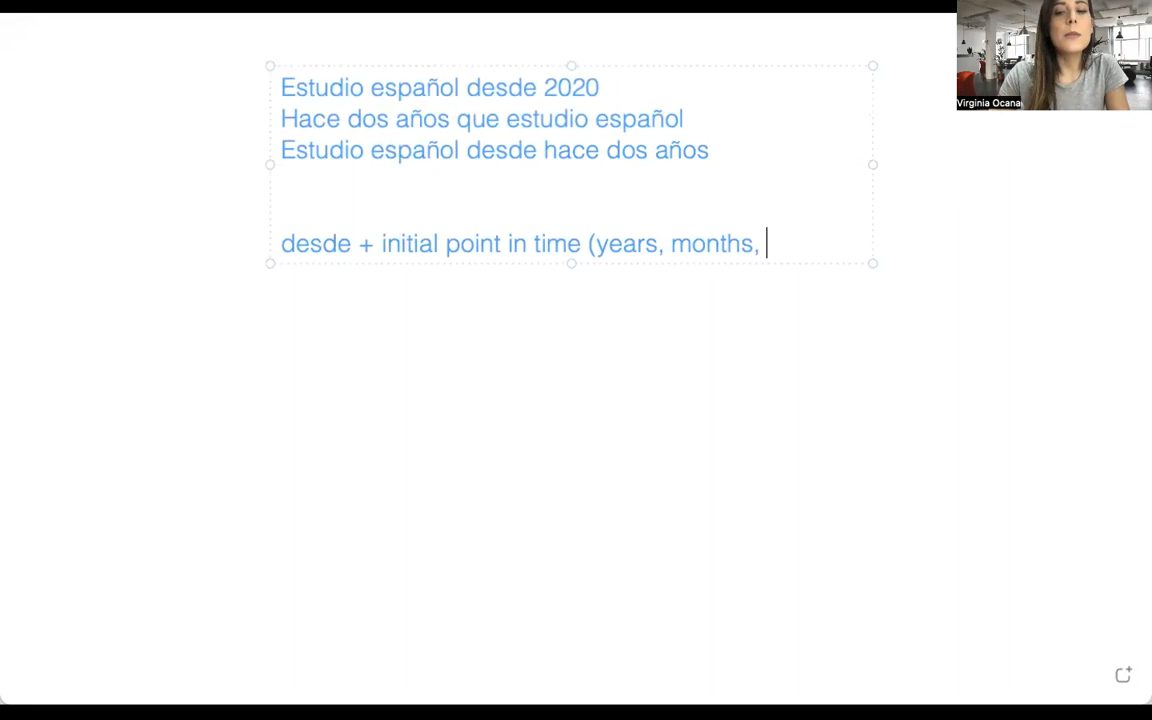 Virginia Ocana
Estudio español desde 2020
Hace dos años que estudio español
Estudio español desde hace dos años
desde + initial point in time (years, months,